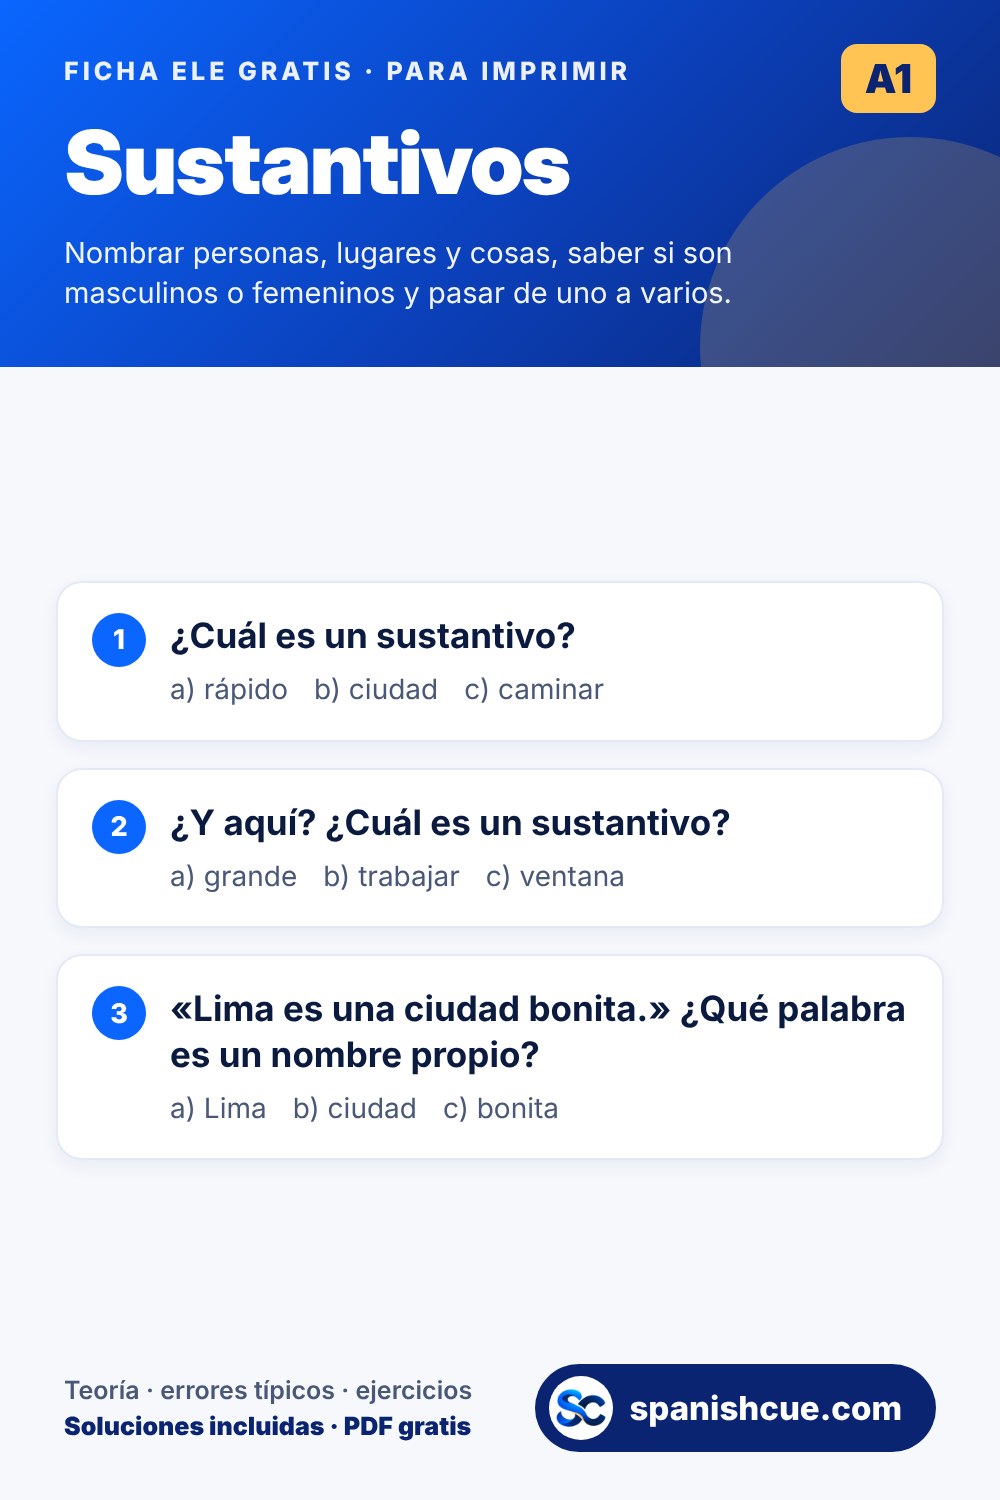 FICHA ELE GRATIS · PARA IMPRIMIR
A1
Sustantivos
Nombrar personas, lugares y cosas, saber si son
masculinos o femeninos y pasar de uno a varios.
1 ¿Cuál es un sustantivo?
a) rápido b) ciudad c) caminar
2 ¿Y aquí? ¿Cuál es un sustantivo?
a) grande b) trabajar c) ventana
3 «Lima es una ciudad bonita.» ¿Qué palabra
es un nombre propio?
a) Lima b) ciudad c) bonita
Teoría · errores típicos · ejercicios
Soluciones incluidas · PDF gratis
SC spanishcue.com